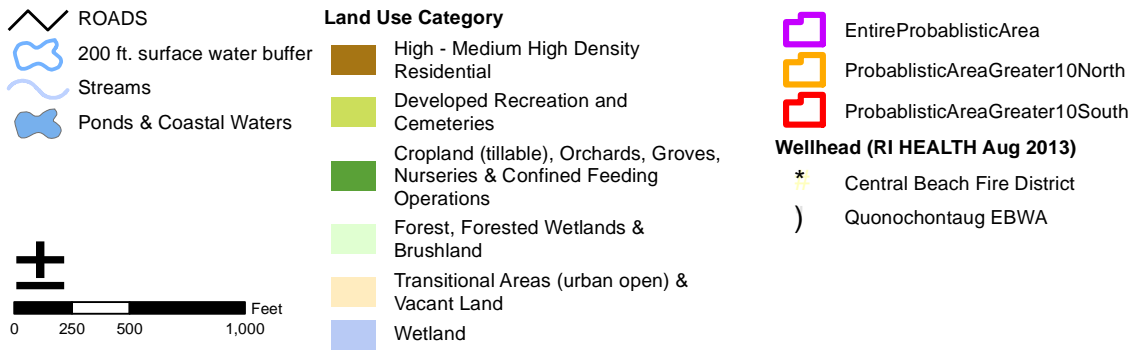 ROADS
200 ft. surface water buffer
Streams
Ponds & Coastal Waters
Feet
0 250 500 1,000
Land Use Category
High - Medium High Density
Residential
Developed Recreation and
Cemeteries
Cropland (tillable), Orchards, Groves,
Nurseries & Confined Feeding
Operations
Forest, Forested Wetlands &
Brushland
Transitional Areas (urban open) &
Vacant Land
Wetland
EntireProbablisticArea
ProbablisticAreaGreater10North
ProbablisticAreaGreater10South
Wellhead (RI HEALTH Aug 2013)
* Central Beach Fire District
) Quonochontaug EBWA